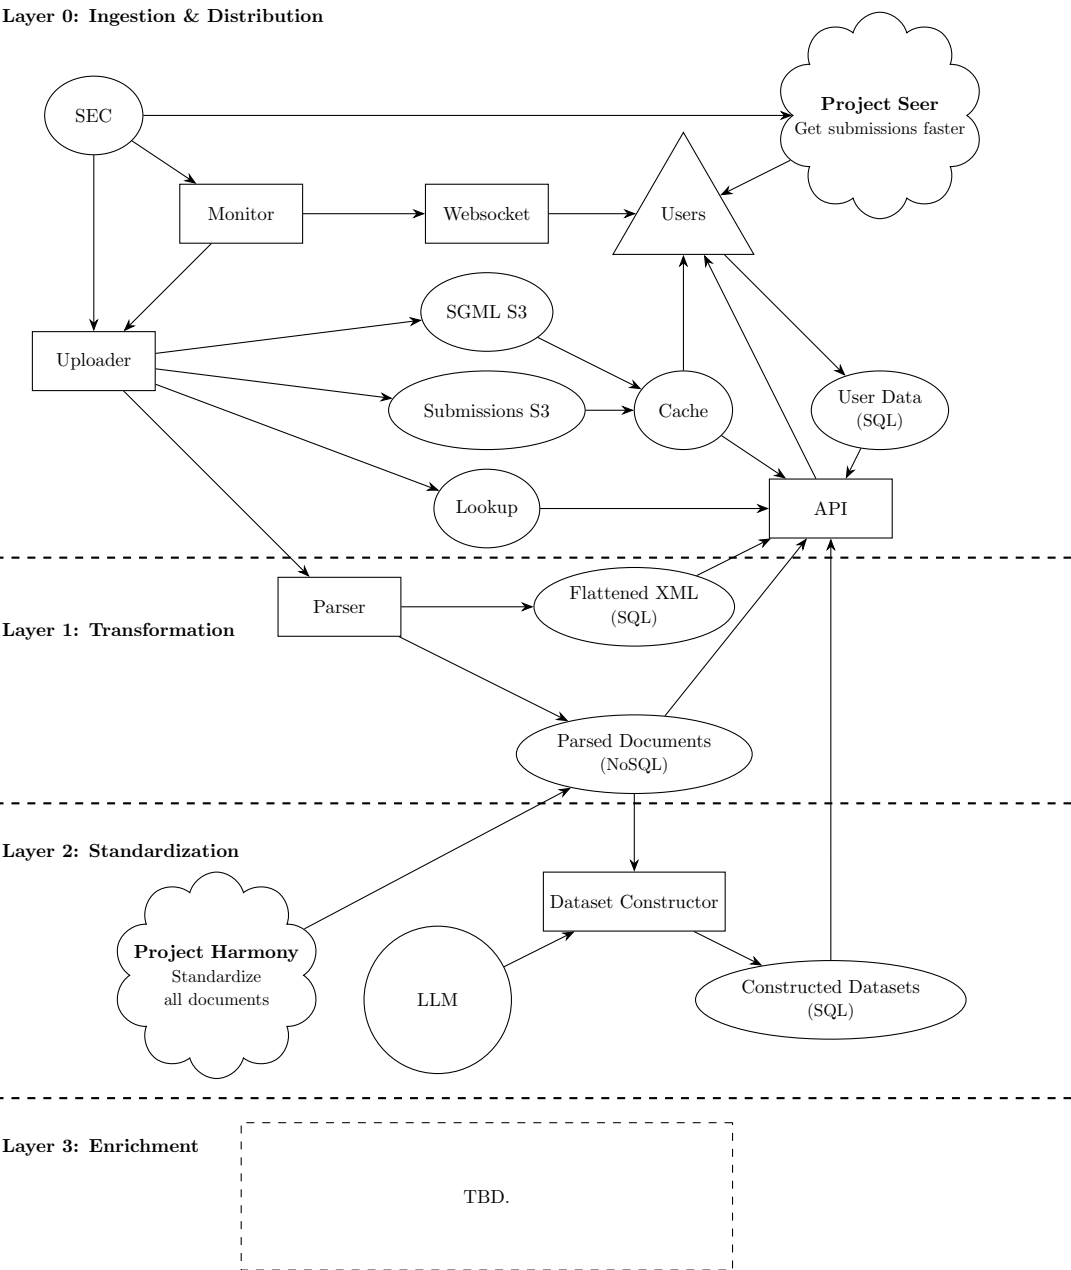 Layer 0: Ingestion & Distribution
SEC
Project Seer
Get submissions faster
Monitor
Websocket
Users
SGML S3
Uploader
Submissions S3
Cache
User Data
(SQL)
Lookup
API
Parser
Flattened XML
(SQL)
Layer 1: Transformation
Parsed Documents
(NoSQL)
Layer 2: Standardization
Dataset Constructor
Project Harmony
Standardize
all documents
LLM
Constructed Datasets
(SQL)
Layer 3: Enrichment
TBD.